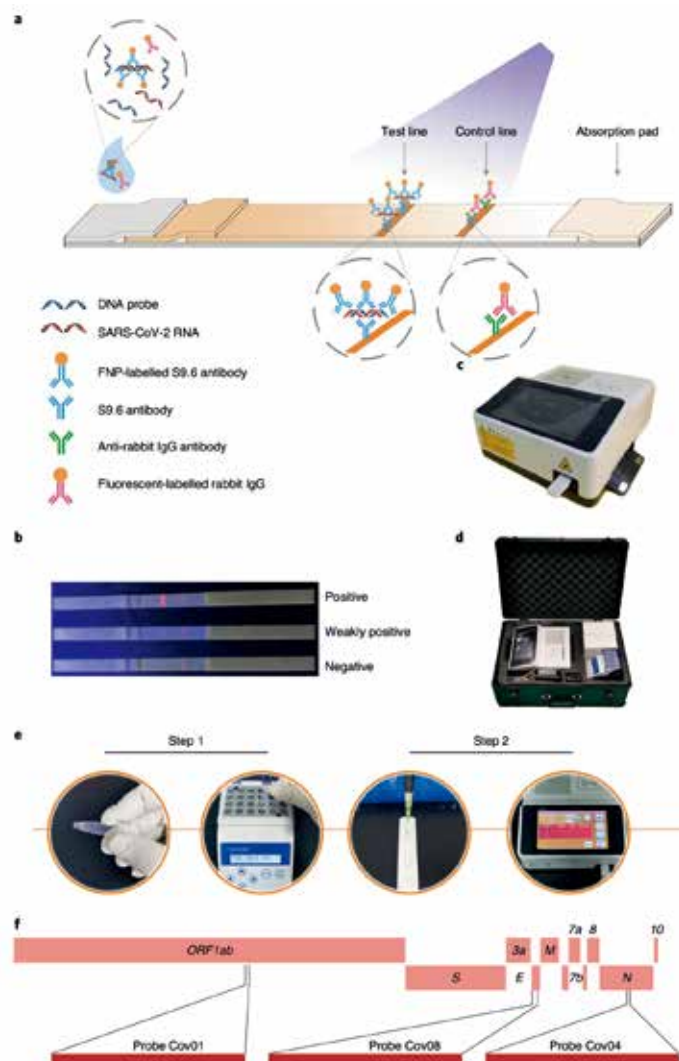 a
Test line
Control line
Absorption pad
DNA probe
SARS-CoV-2 RNA
FNP-labelled S9.6 antibody
S9.6 antibody
Anti-rabbit IgG antibody
Fluorescent-labelled rabbit IgG
c
b
Positive
Weakly positive
Negative
d
e
Step 1
Step 2
f
ORF1ab
3a
M
7a
8
10
S
E
7b
N
Probe Cov01
Probe Cov08
Probe Cov04